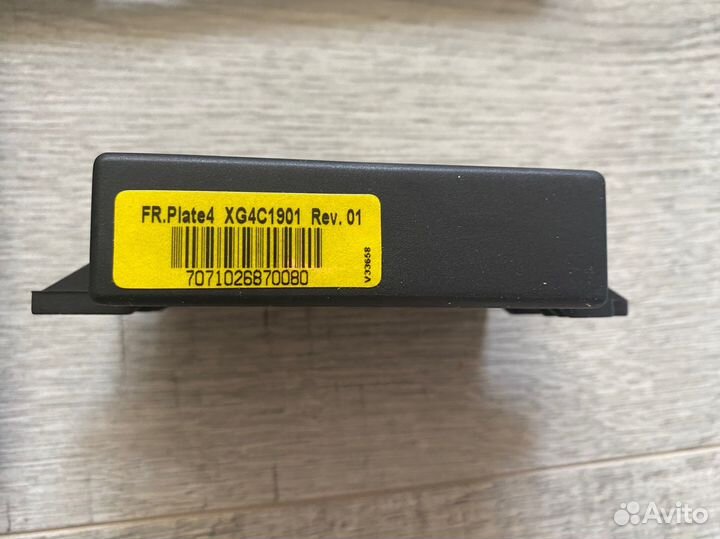 FR.Plate4 XG4C1901 Rev. 01
7071026870080
V33658
Avito